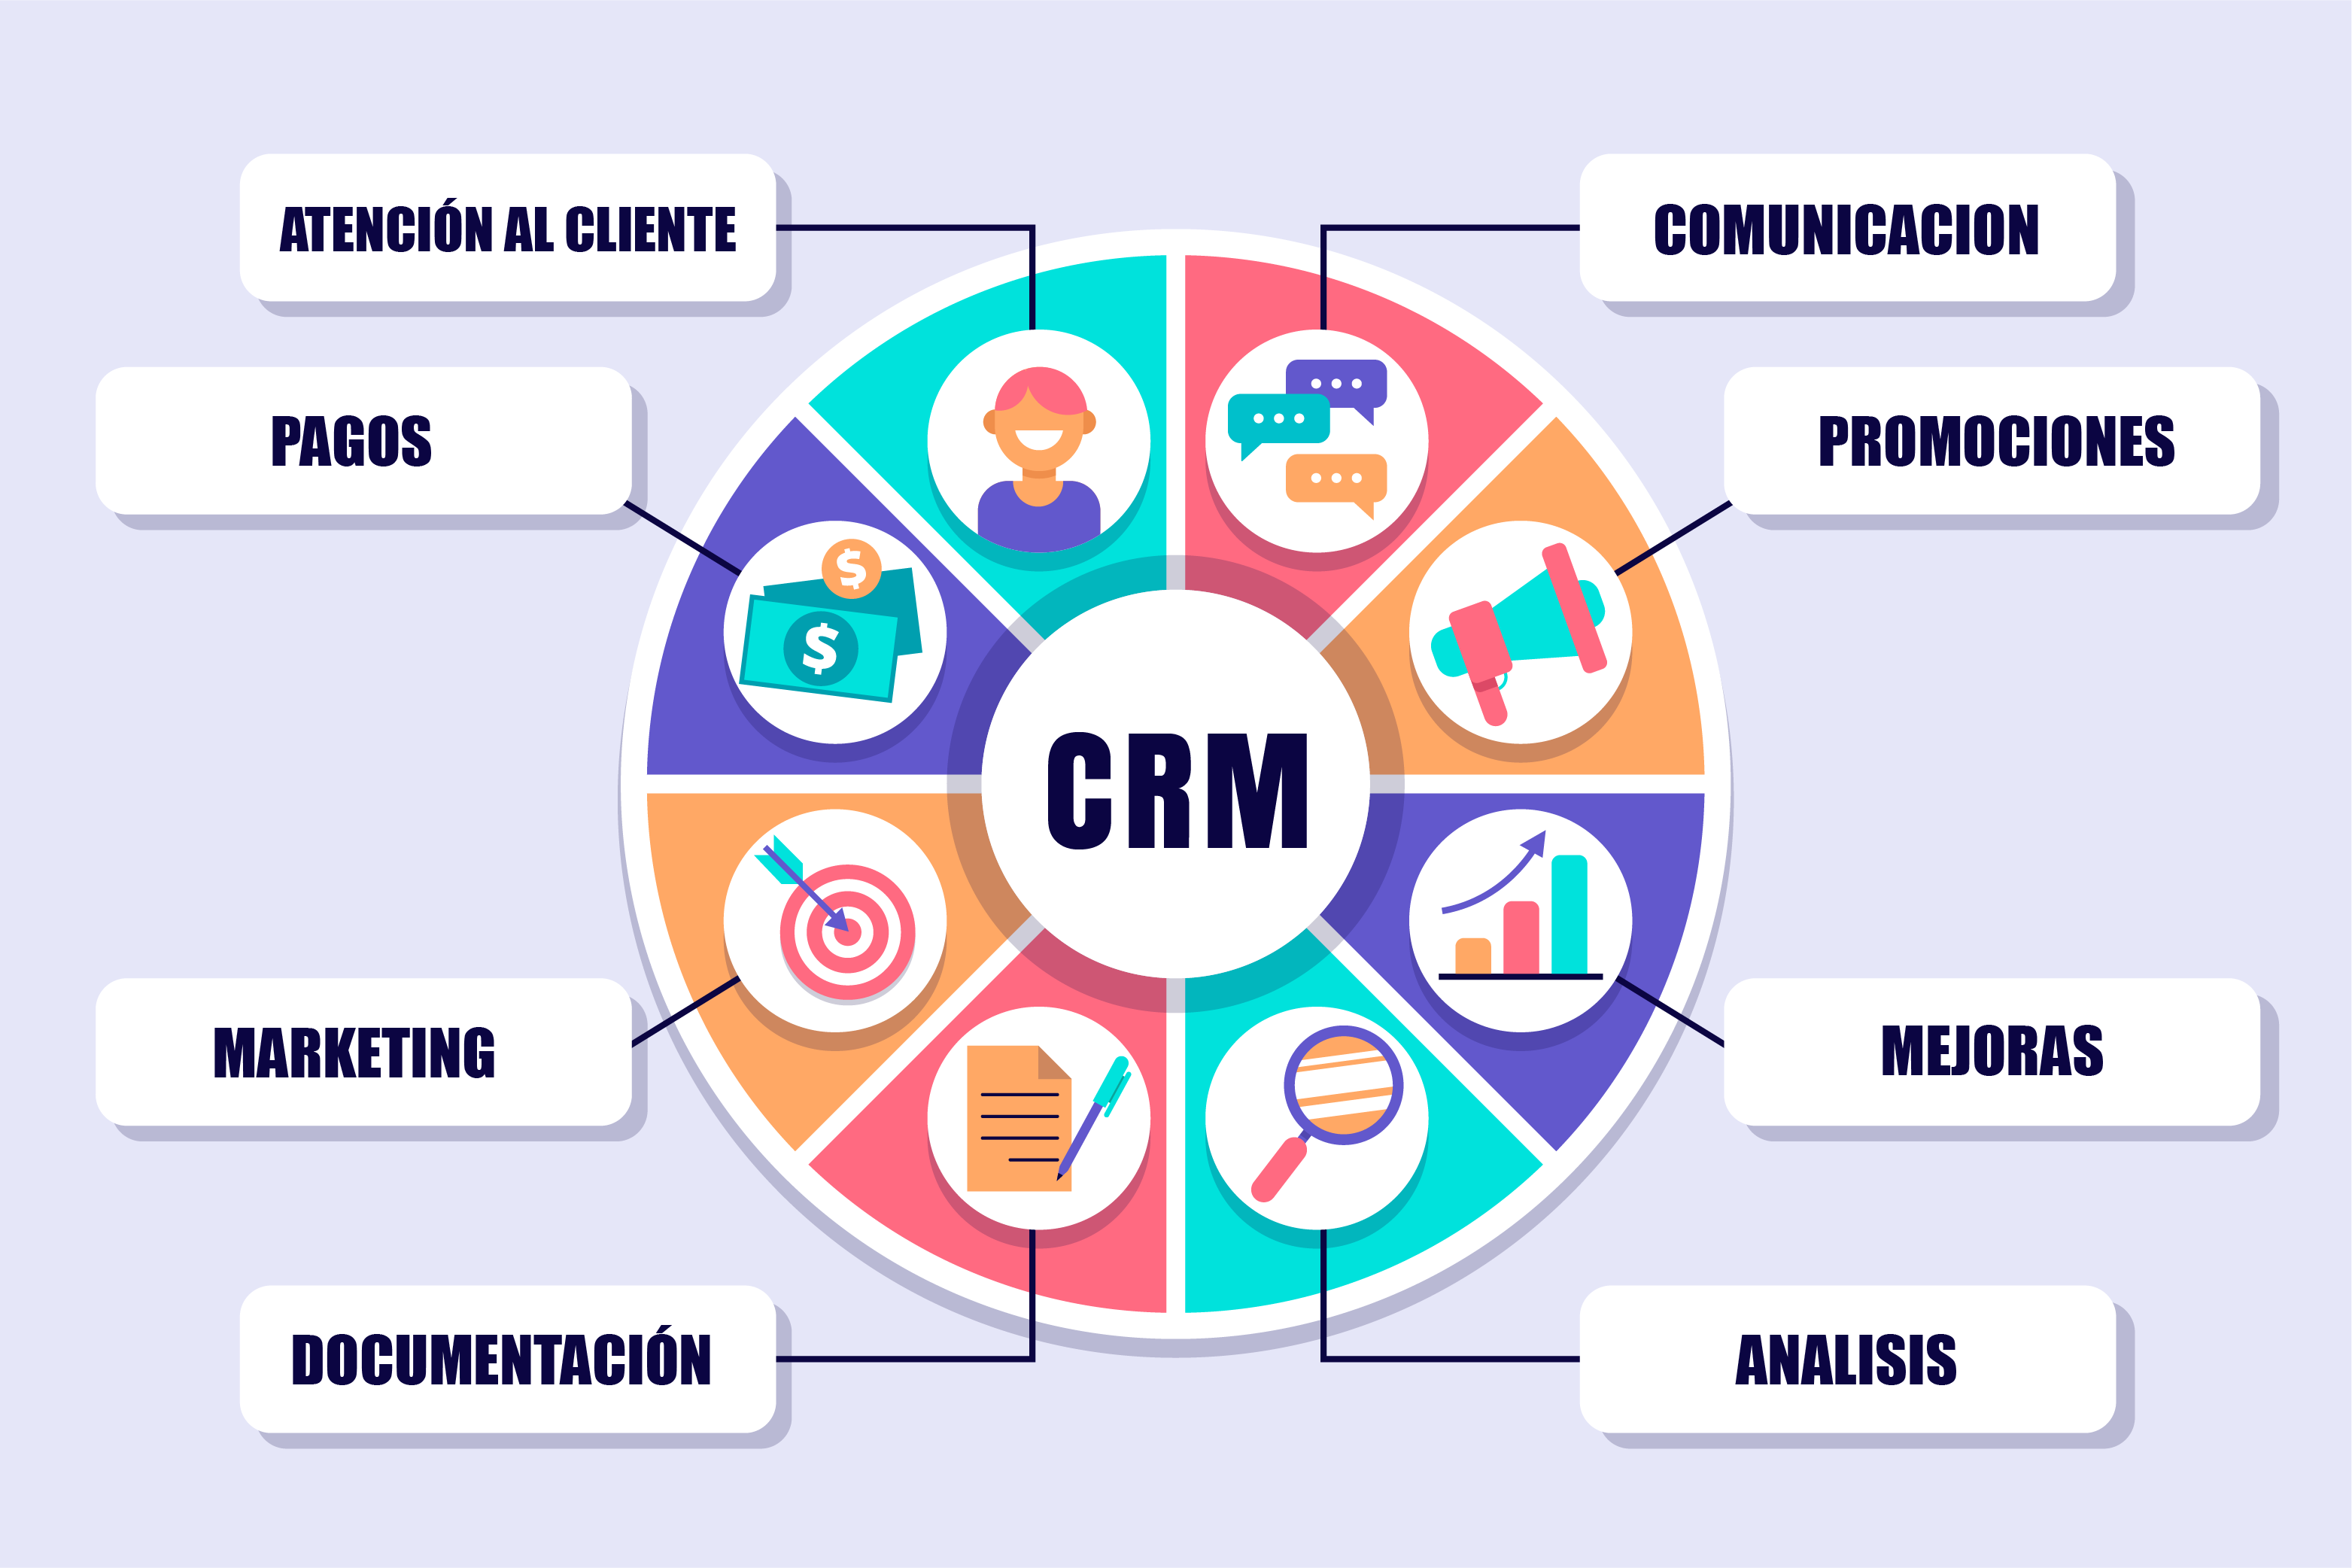 ATENCIÓN AL CLIENTE
COMUNICACION
PAGOS
PROMOCIONES
$
$
CRM
MARKETING
MEJORAS
DOCUMENTACIÓN
ANALISIS